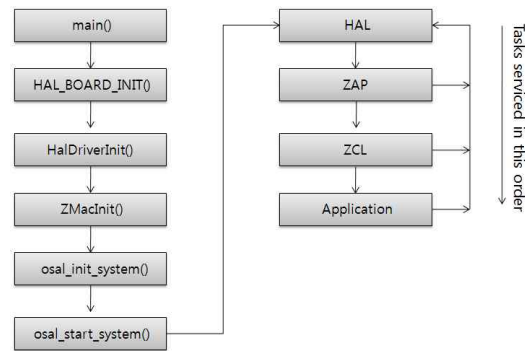 main()
HAL_BOARD_INIT()
HalDriverInit()
ZMacInit()
osal_init_system()
osal_start_system()
HAL
ZAP
ZCL
Application
Tasks serviced in this order